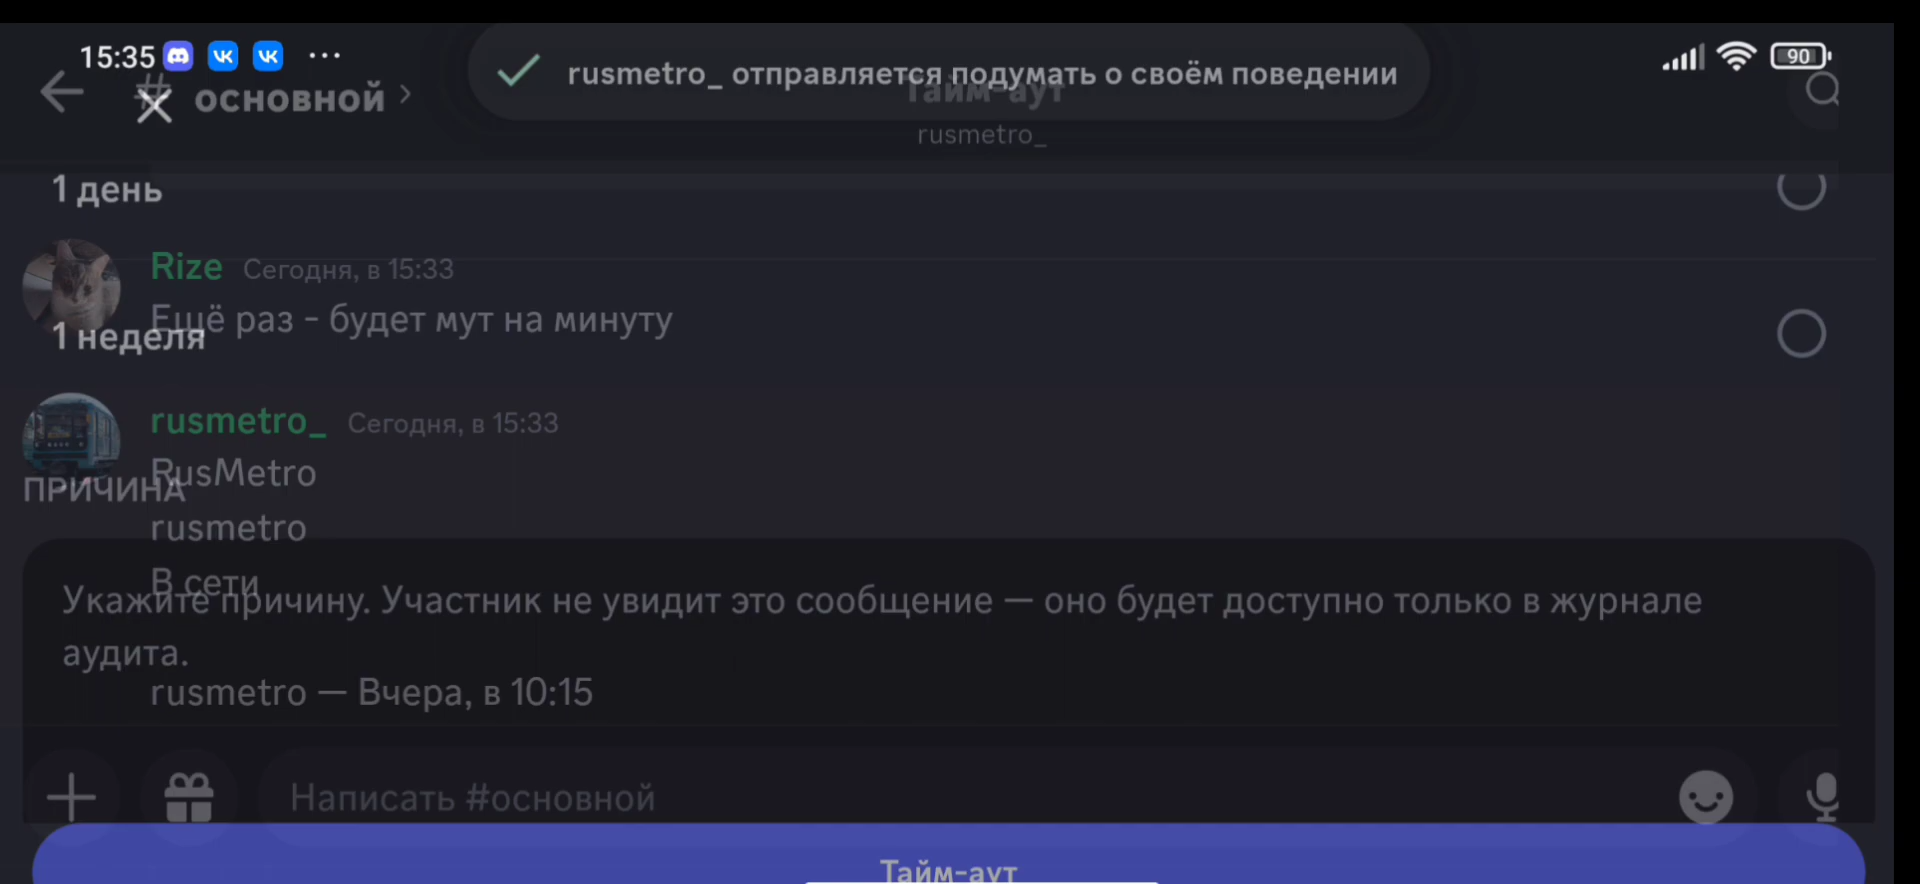 15:35
90
rusmetro_ отправляется подумать о своём поведении
основной
Тайм-аут
rusmetro_
1 день
Rize Сегодня, в 15:33
Ещё раз - будет мут на минуту
1 неделя
rusmetro_ Сегодня, в 15:33
RusMetro
ПРИЧИНА
rusmetro
В сети
Укажите причину. Участник не увидит это сообщение — оно будет доступно только в журнале
аудита.
rusmetro — Вчера, в 10:15
Написать #основной
Тайм-аут